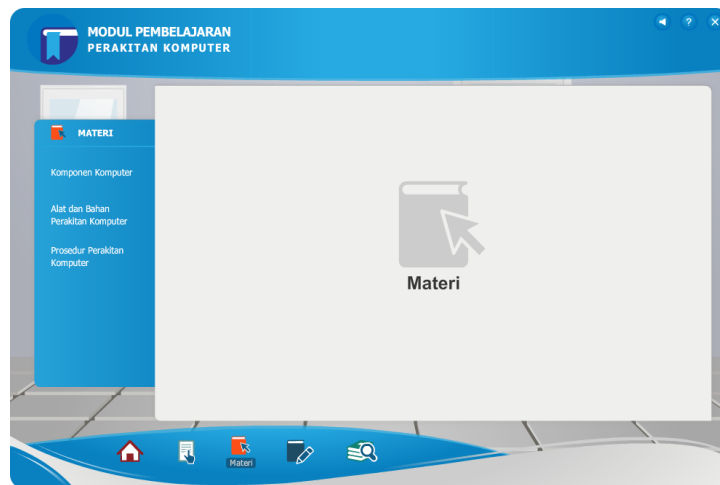 MODUL PEMBELAJARAN
PERAKITAN KOMPUTER
?
MATERI
Komponen Komputer
Alat dan Bahan
Perakitan Komputer
Prosedur Perakitan
Komputer
Materi
Materi